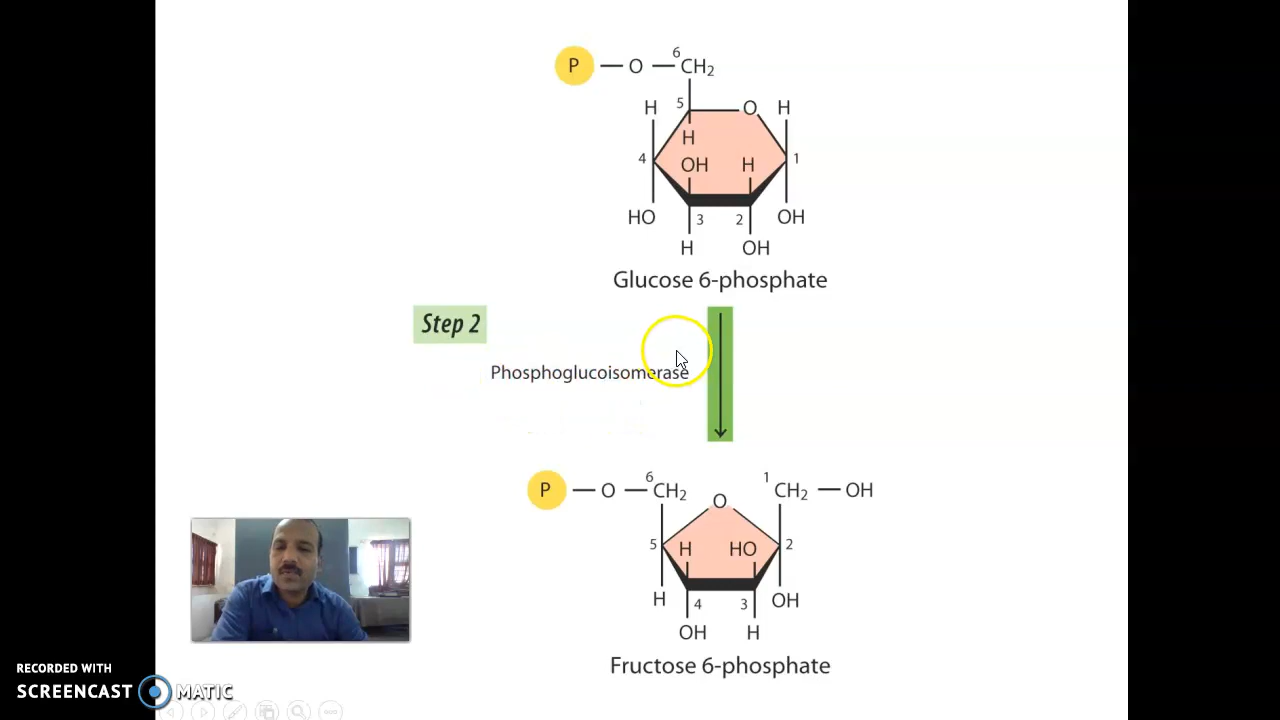 P — O — 6 CH2
H 5 O H
H
4 OH H 1
HO 3 2 OH
H OH
Glucose 6-phosphate
Step 2
Phosphoglucoisomerase
P — O — 6 CH2 1 CH2 — OH
O
5 H HO 2
H 4 3 OH
OH H
Fructose 6-phosphate
RECORDED WITH
SCREENCAST MATIC